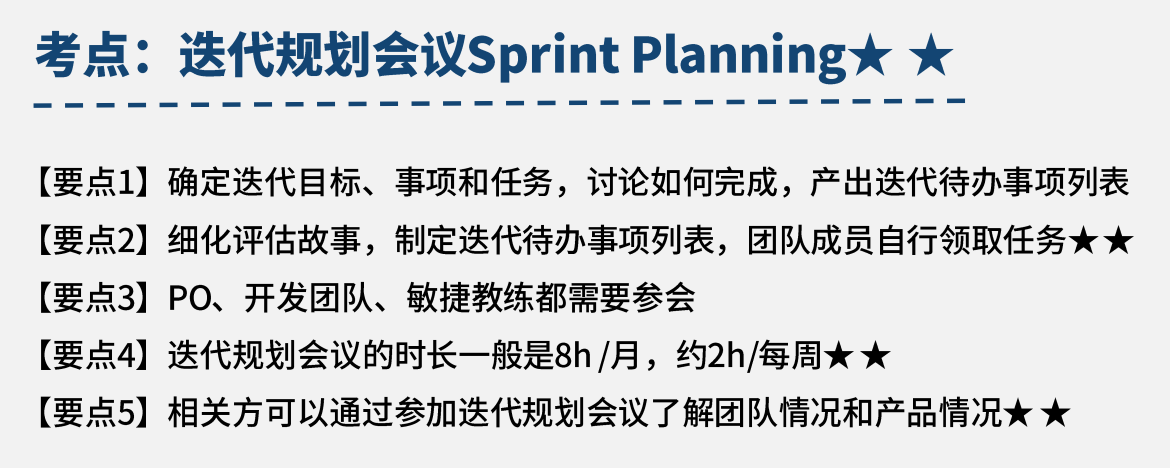 考点：迭代规划会议Sprint Planning★ ★
【要点1】确定迭代目标、事项和任务，讨论如何完成，产出迭代待办事项列表
【要点2】细化评估故事，制定迭代待办事项列表，团队成员自行领取任务★★
【要点3】PO、开发团队、敏捷教练都需要参会
【要点4】迭代规划会议的时长一般是8h /月，约2h/每周★★
【要点5】相关方可以通过参加迭代规划会议了解团队情况和产品情况★★